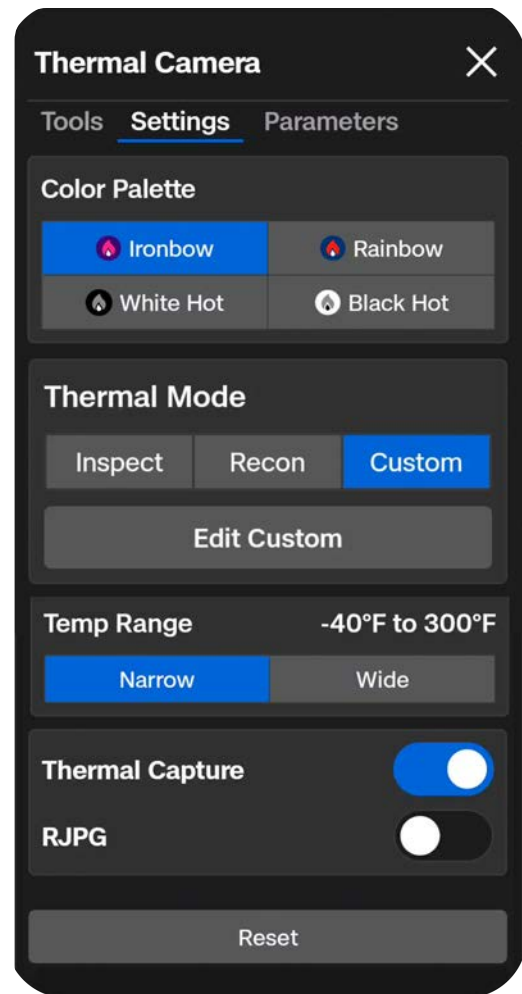 Thermal Camera
Tools Settings Parameters
Color Palette
Ironbow Rainbow
White Hot Black Hot
Thermal Mode
Inspect Recon Custom
Edit Custom
Temp Range -40°F to 300°F
Narrow Wide
Thermal Capture
RJPG
Reset